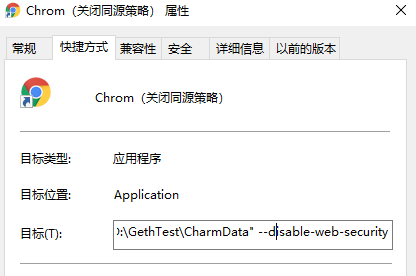 Chrom（关闭同源策略） 属性
常规 快捷方式 兼容性 安全 详细信息 以前的版本
Chrom（关闭同源策略）
目标类型: 应用程序
目标位置: Application
目标(T): :\GethTest\CharmData" --disable-web-security